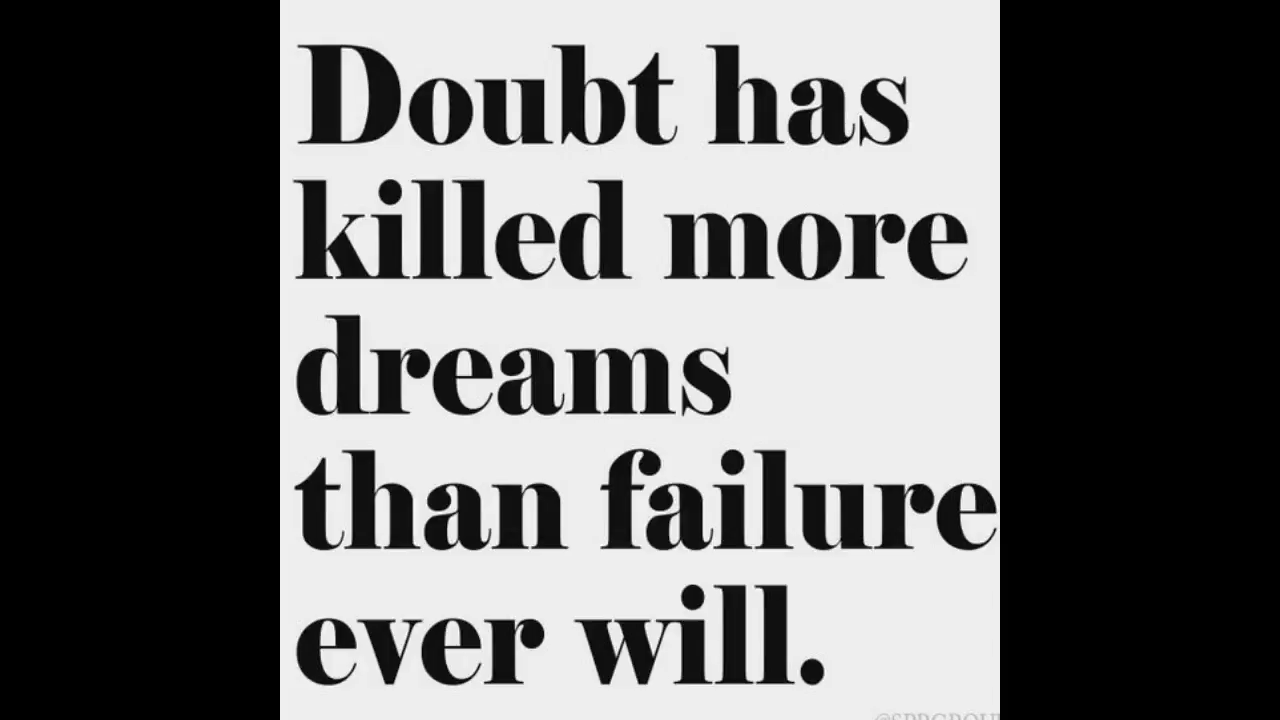 Doubt has
killed more
dreams
than failure
ever will.